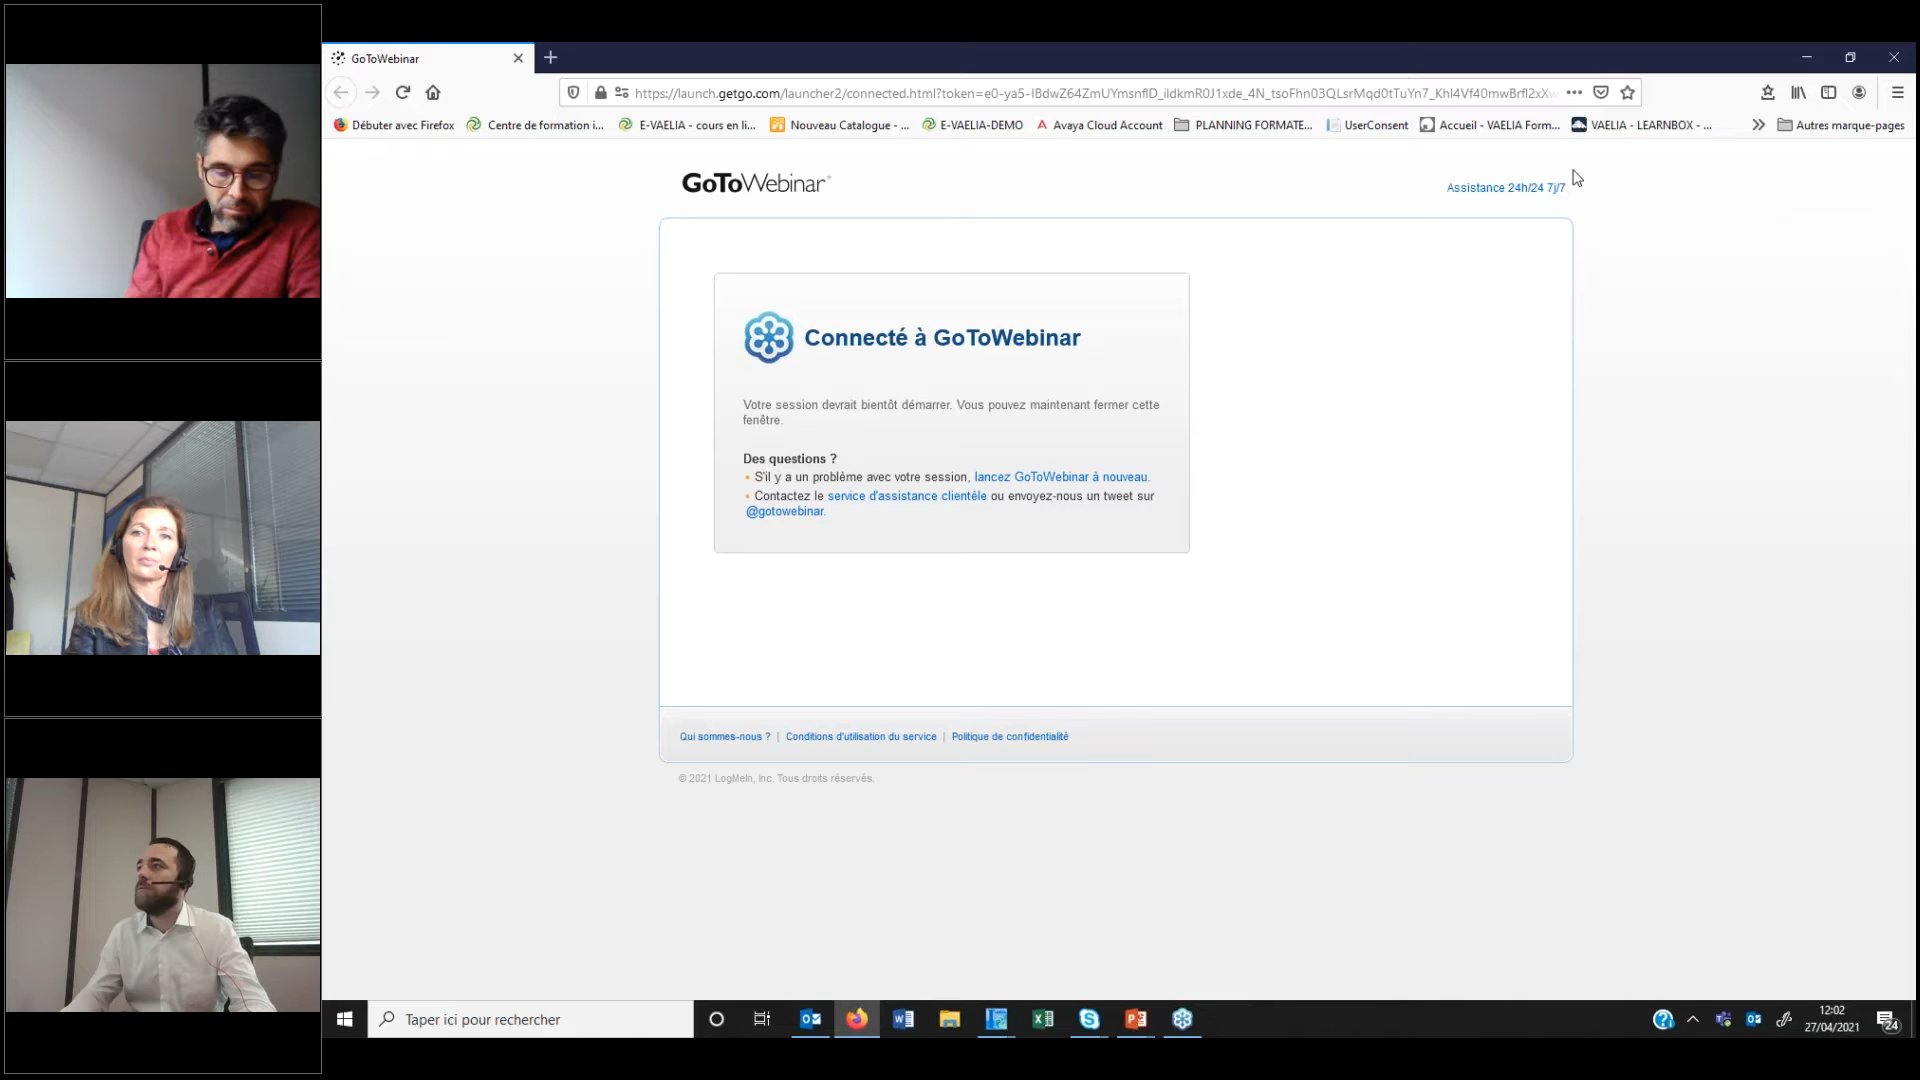 GoToWebinar
https://launch.getgo.com/launcher2/connected.html?token=
Débuter avec Firefox
Centre de formation i...
E-VAELIA - cours en li...
Nouveau Catalogue - ...
E-VAELIA-DEMO
Avaya Cloud Account
PLANNING FORMATE...
UserConsent
Accueil - VAELIA Form...
VAELIA - LEARNBOX - ...
Autres marque-pages
GoToWebinar
Assistance 24h/24 7j/7
Connecté à GoToWebinar
Votre session devrait bientôt démarrer. Vous pouvez maintenant fermer cette
fenêtre.
Des questions ?
• S'il y a un problème avec votre session, lancez GoToWebinar à nouveau.
• Contactez le service d'assistance clientèle ou envoyez-nous un tweet sur
@gotowebinar.
Qui sommes-nous ? | Conditions d'utilisation du service | Politique de confidentialité
© 2021 LogMeIn, Inc. Tous droits réservés.
Taper ici pour rechercher
12:02
27/04/2021
24